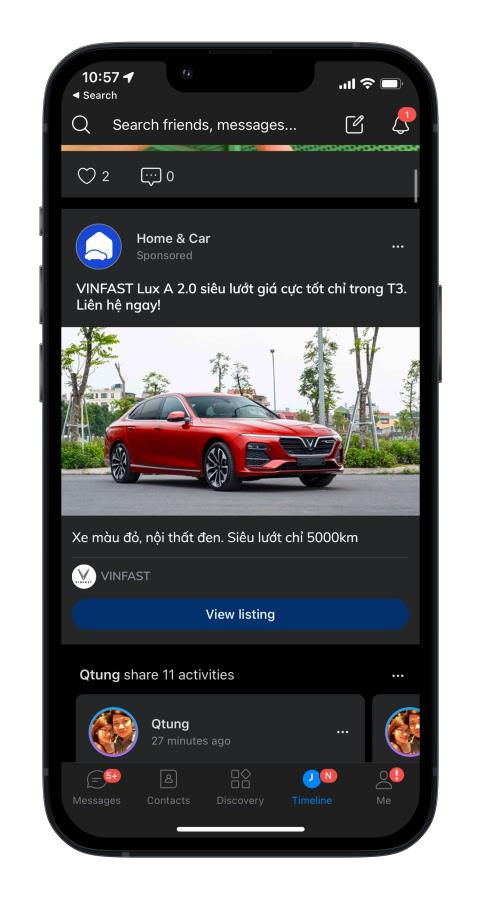 10:57
Search
Search friends, messages...
1
2
0
Home & Car
Sponsored
VINFAST Lux A 2.0 siêu lướt giá cực tốt chỉ trong T3.
Liên hệ ngay!
Xe màu đỏ, nội thất đen. Siêu lướt chỉ 5000km
VINFAST
VINFAST
View listing
Qtung share 11 activities
Qtung
27 minutes ago
5+
N
!
Messages
Contacts
Discovery
Timeline
Me